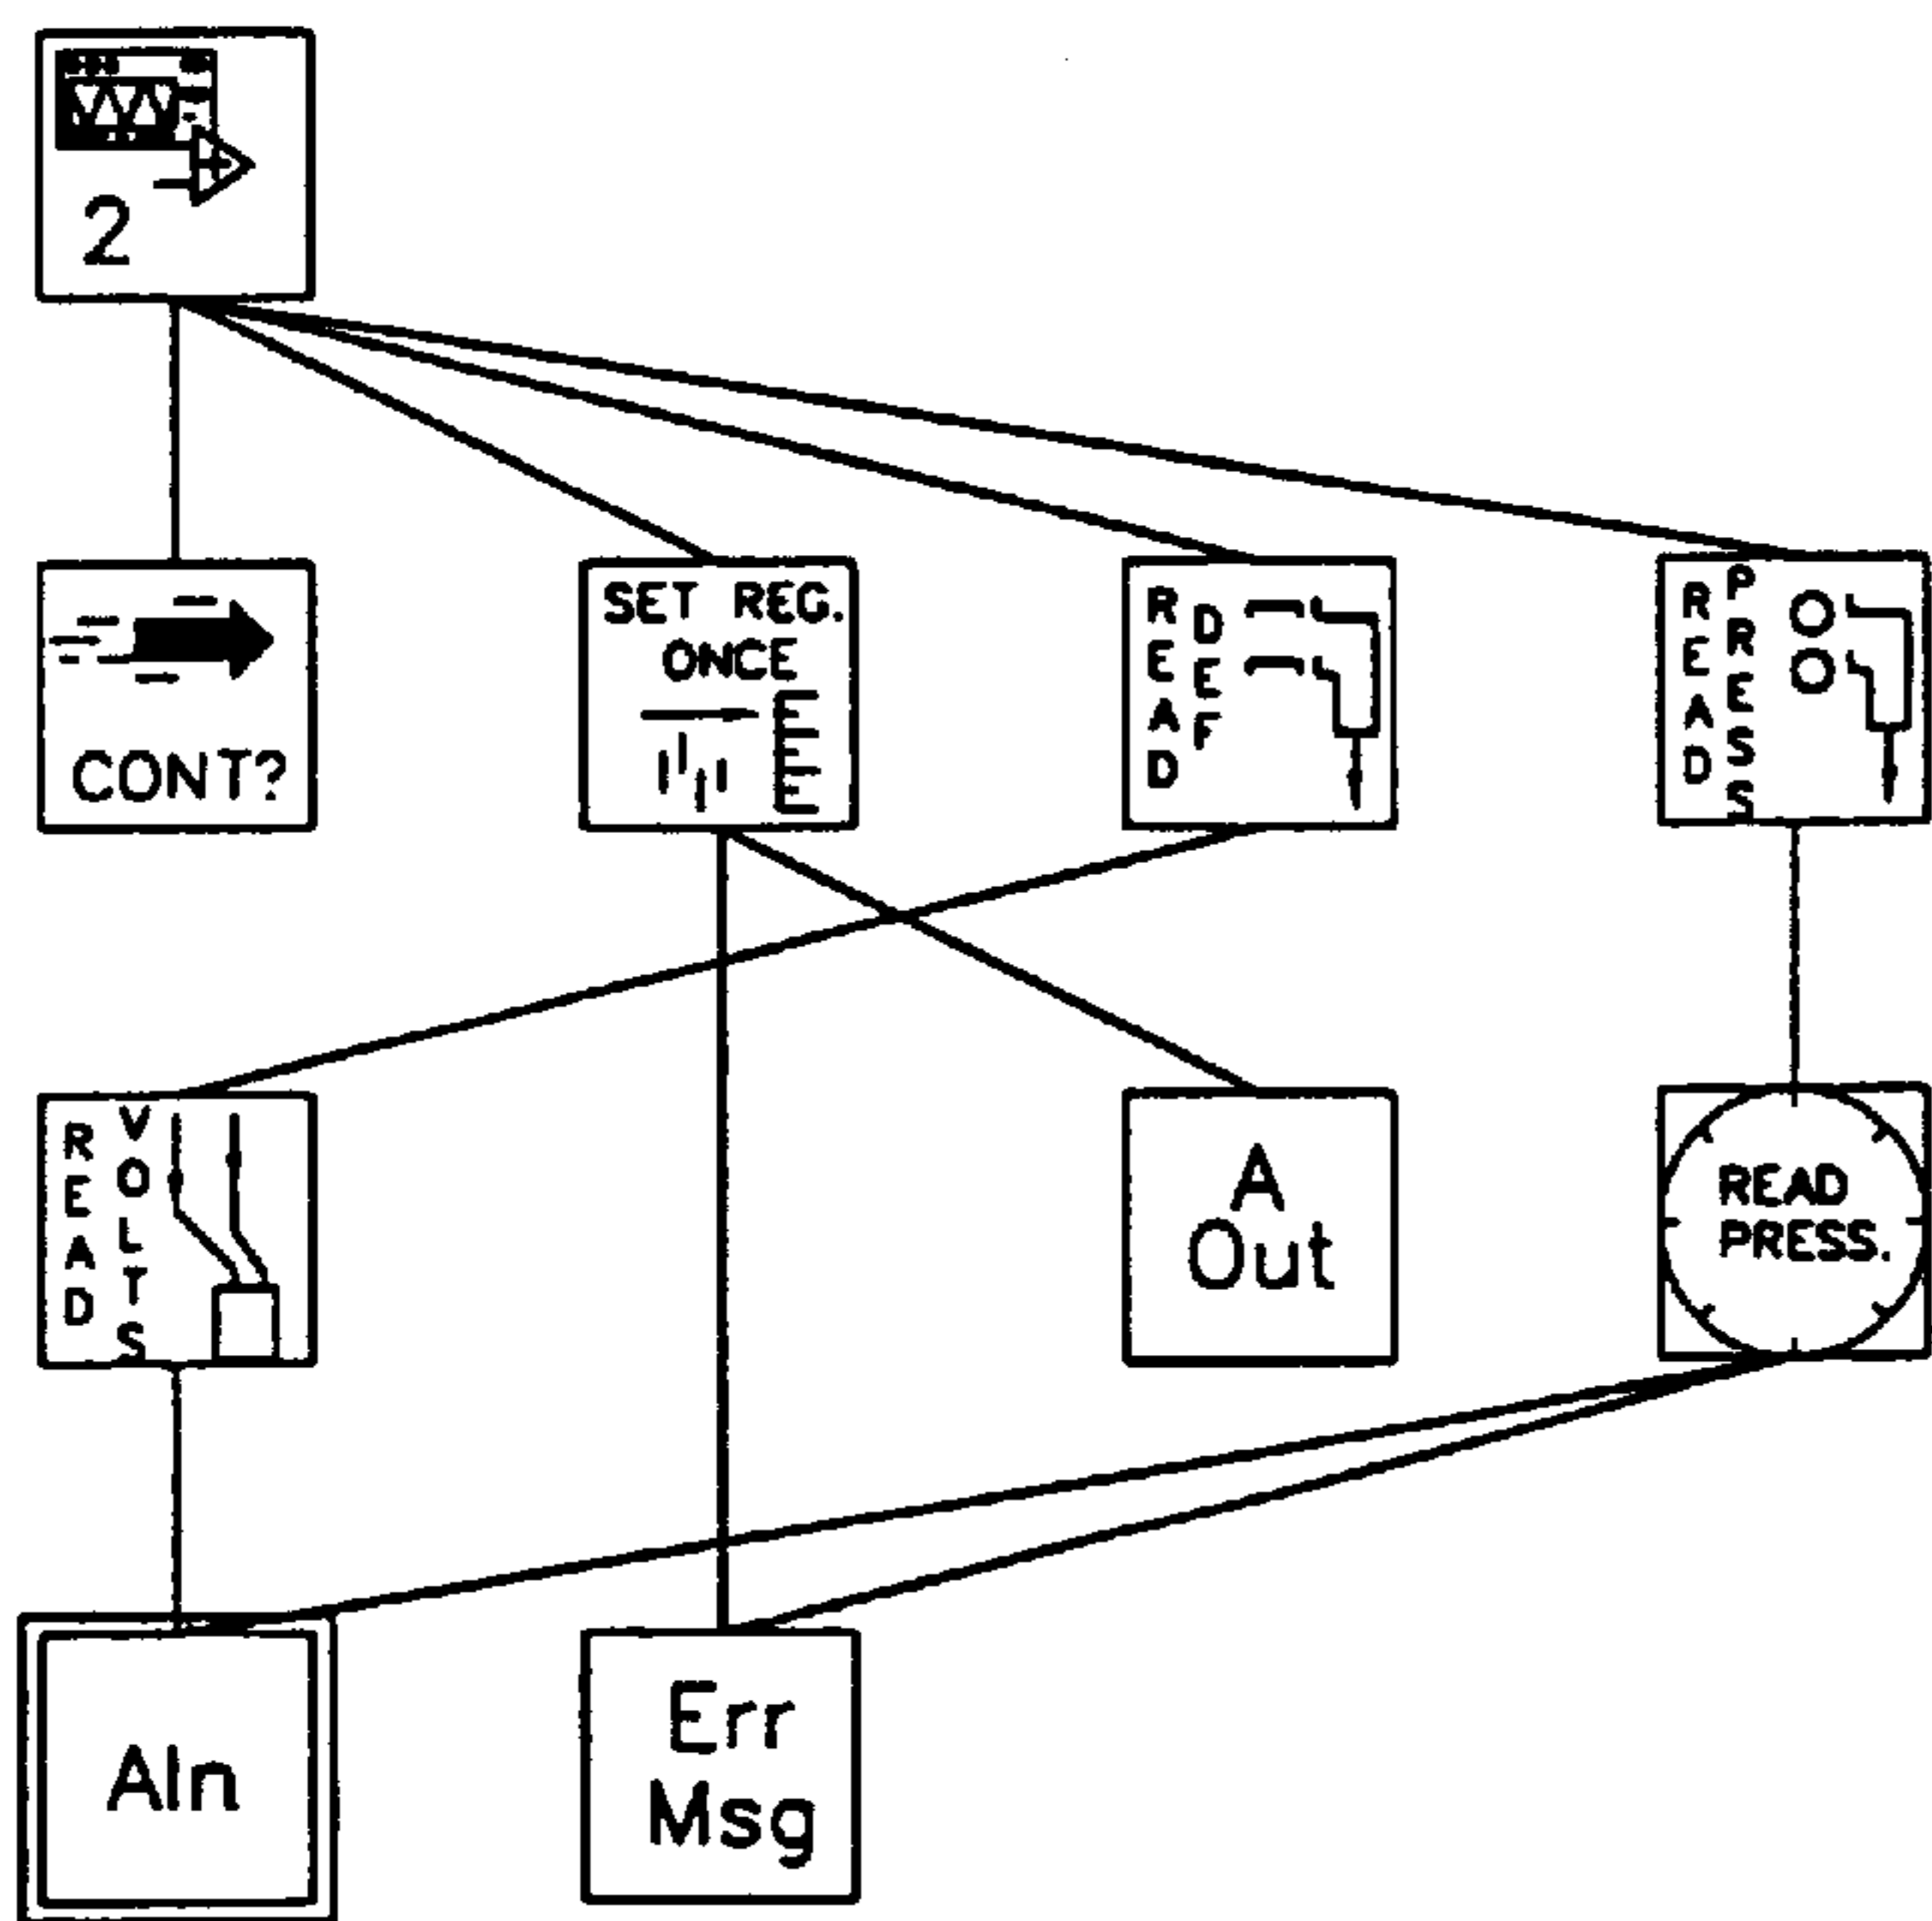 2
CONT?
SET REG.
ONCE
READ
DEF
READ
PRESS
READ
VOLTS
A
Out
READ
PRESS.
AIn
Err
Msg